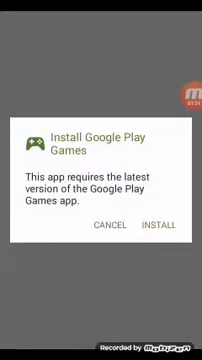 Install Google Play
Games
This app requires the latest
version of the Google Play
Games app.
CANCEL INSTALL
Recorded by Mobizen